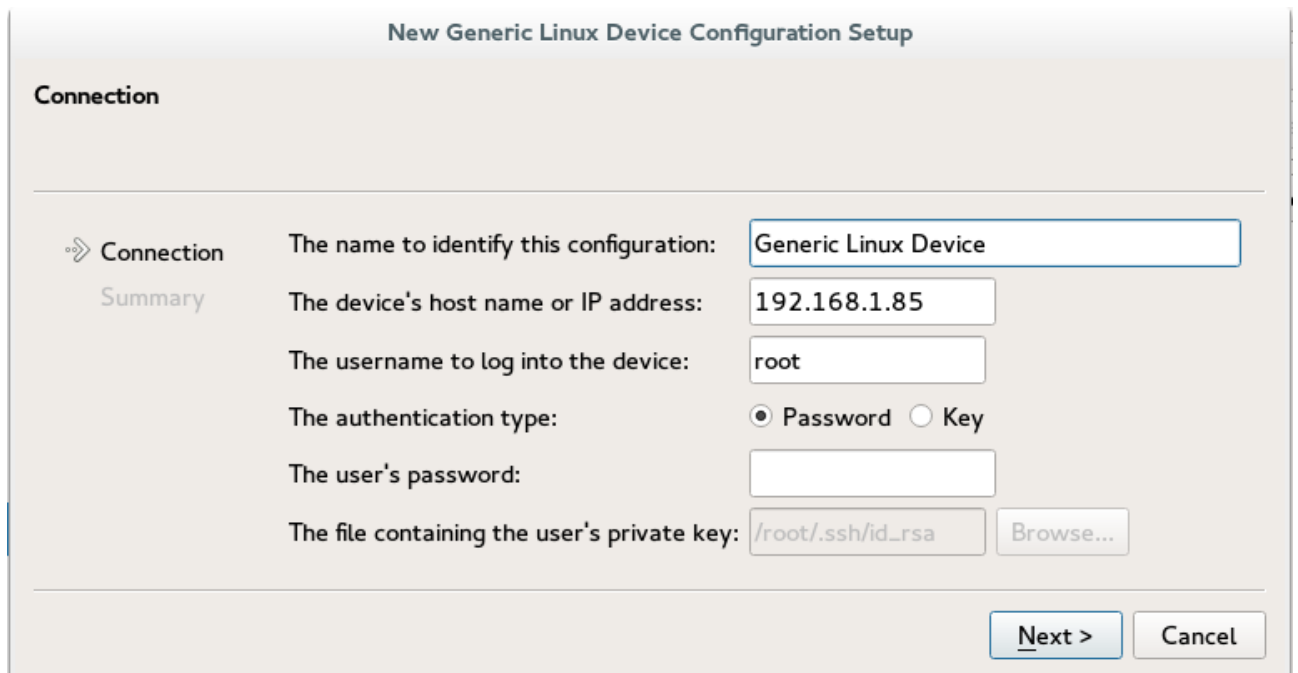 New Generic Linux Device Configuration Setup
Connection
Connection
Summary
The name to identify this configuration: Generic Linux Device
The device's host name or IP address: 192.168.1.85
The username to log into the device: root
The authentication type: Password Key
The user's password:
The file containing the user's private key: /root/.ssh/id_rsa Browse...
Next > Cancel